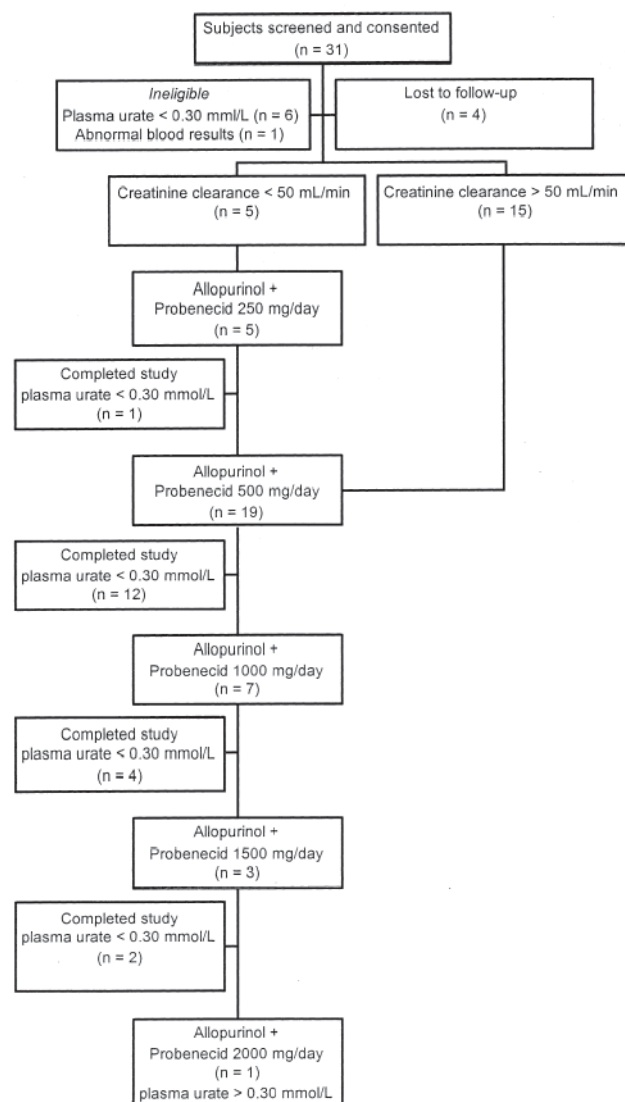 Subjects screened and consented
(n = 31)
Ineligible
Plasma urate < 0.30 mml/L (n = 6)
Abnormal blood results (n = 1)
Lost to follow-up
(n = 4)
Creatinine clearance < 50 mL/min
(n = 5)
Creatinine clearance > 50 mL/min
(n = 15)
Allopurinol +
Probenecid 250 mg/day
(n = 5)
Completed study
plasma urate < 0.30 mmol/L
(n = 1)
Allopurinol +
Probenecid 500 mg/day
(n = 19)
Completed study
plasma urate < 0.30 mmol/L
(n = 12)
Allopurinol +
Probenecid 1000 mg/day
(n = 7)
Completed study
plasma urate < 0.30 mmol/L
(n = 4)
Allopurinol +
Probenecid 1500 mg/day
(n = 3)
Completed study
plasma urate < 0.30 mmol/L
(n = 2)
Allopurinol +
Probenecid 2000 mg/day
(n = 1)
plasma urate > 0.30 mmol/L